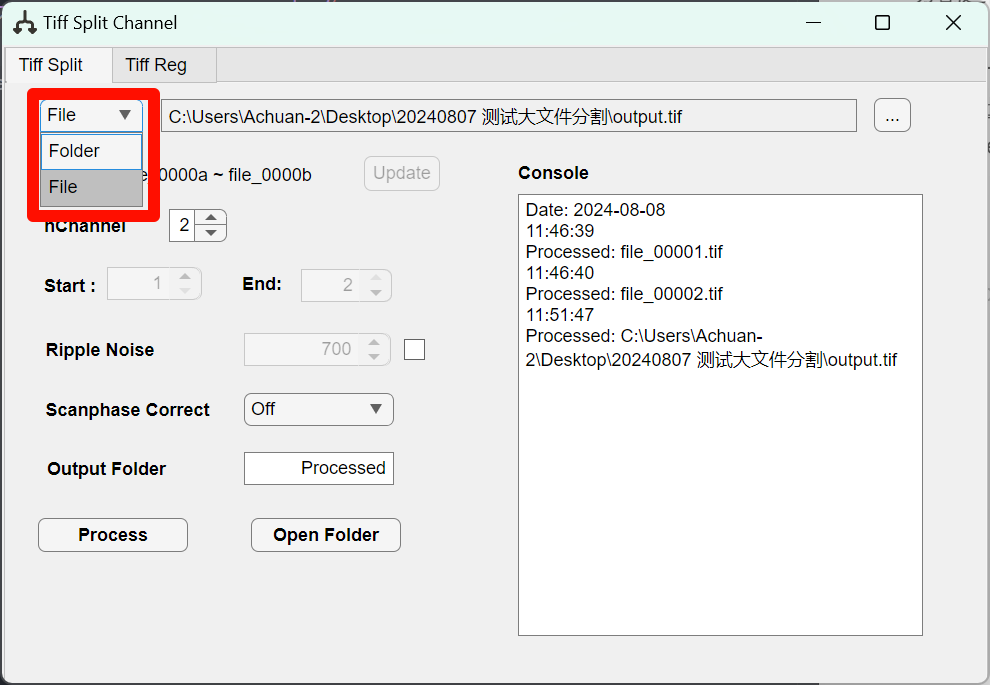 Tiff Split Channel
Tiff Split
Tiff Reg
File
C:\Users\Achuan-2\Desktop\20240807 测试大文件分割\output.tif
...
Folder
File
_0000a ~ file_0000b
Update
nChannel
2
Start :
1
End:
2
Ripple Noise
700
Scanphase Correct
Off
Output Folder
Processed
Process
Open Folder
Console
Date: 2024-08-08
11:46:39
Processed: file_00001.tif
11:46:40
Processed: file_00002.tif
11:51:47
Processed: C:\Users\Achuan-
2\Desktop\20240807 测试大文件分割\output.tif